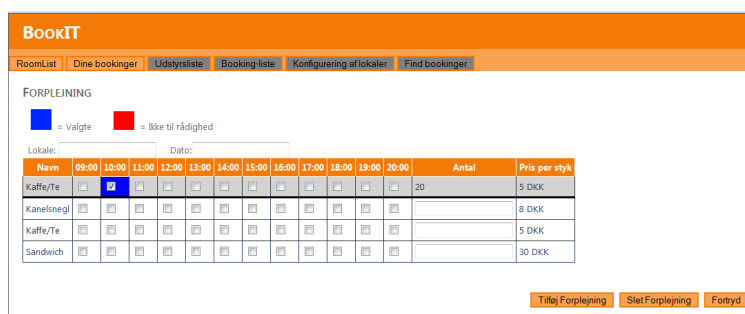 BookIT
RoomList Dine bookinger Udstyrsliste Booking-liste Konfigurering af lokaler Find bookinger
Forplejning
= Valgte = Ikke til rådighed
Lokale: Dato:
Navn 09:00 10:00 11:00 12:00 13:00 14:00 15:00 16:00 17:00 18:00 19:00 20:00 Antal Pris per styk
Kaffe/Te 20 5 DKK
Kanelsnegl 8 DKK
Kaffe/Te 5 DKK
Sandwich 30 DKK
Tilføj Forplejning Slet Forplejning Fortryd